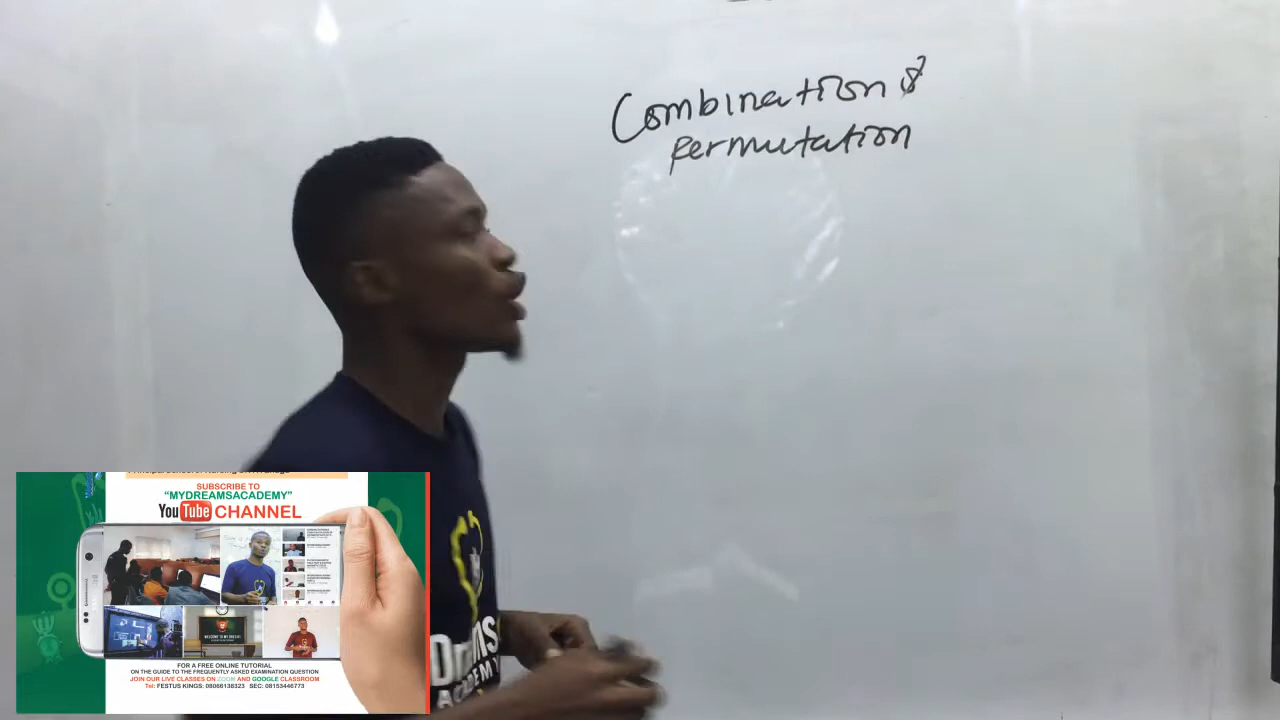 Combination &
permutation
SUBSCRIBE TO
"MYDREAMSACADEMY"
YouTube CHANNEL
FOR A FREE ONLINE TUTORIAL
ON THE GUIDE TO THE FREQUENTLY ASKED EXAMINATION QUESTION
JOIN OUR LIVE CLASSES ON ZOOM AND GOOGLE CLASSROOM
Tel: FESTUS KINGS: 08066138323 SEC: 08153446773